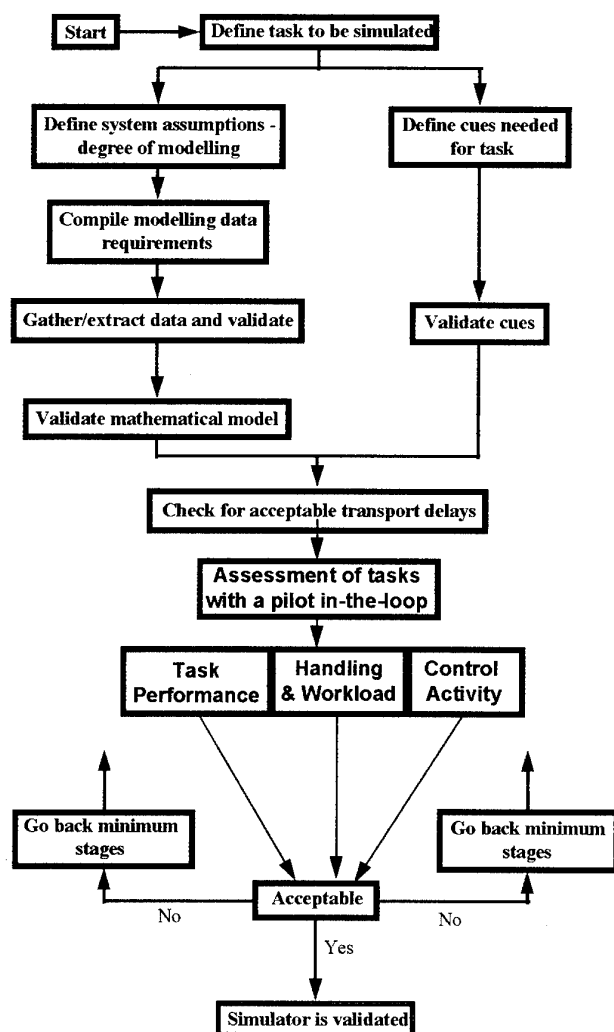 Start
Define task to be simulated
Define system assumptions -
degree of modelling
Define cues needed
for task
Compile modelling data
requirements
Gather/extract data and validate
Validate cues
Validate mathematical model
Check for acceptable transport delays
Assessment of tasks
with a pilot in-the-loop
Task
Performance
Handling
& Workload
Control
Activity
Go back minimum
stages
Go back minimum
stages
Acceptable
No
No
Yes
Simulator is validated